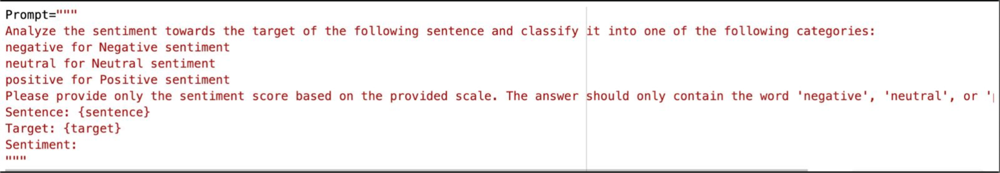 Prompt="""
Analyze the sentiment towards the target of the following sentence and classify it into one of the following categories:
negative for Negative sentiment
neutral for Neutral sentiment
positive for Positive sentiment
Please provide only the sentiment score based on the provided scale. The answer should only contain the word 'negative', 'neutral', or '
Sentence: {sentence}
Target: {target}
Sentiment:
"""